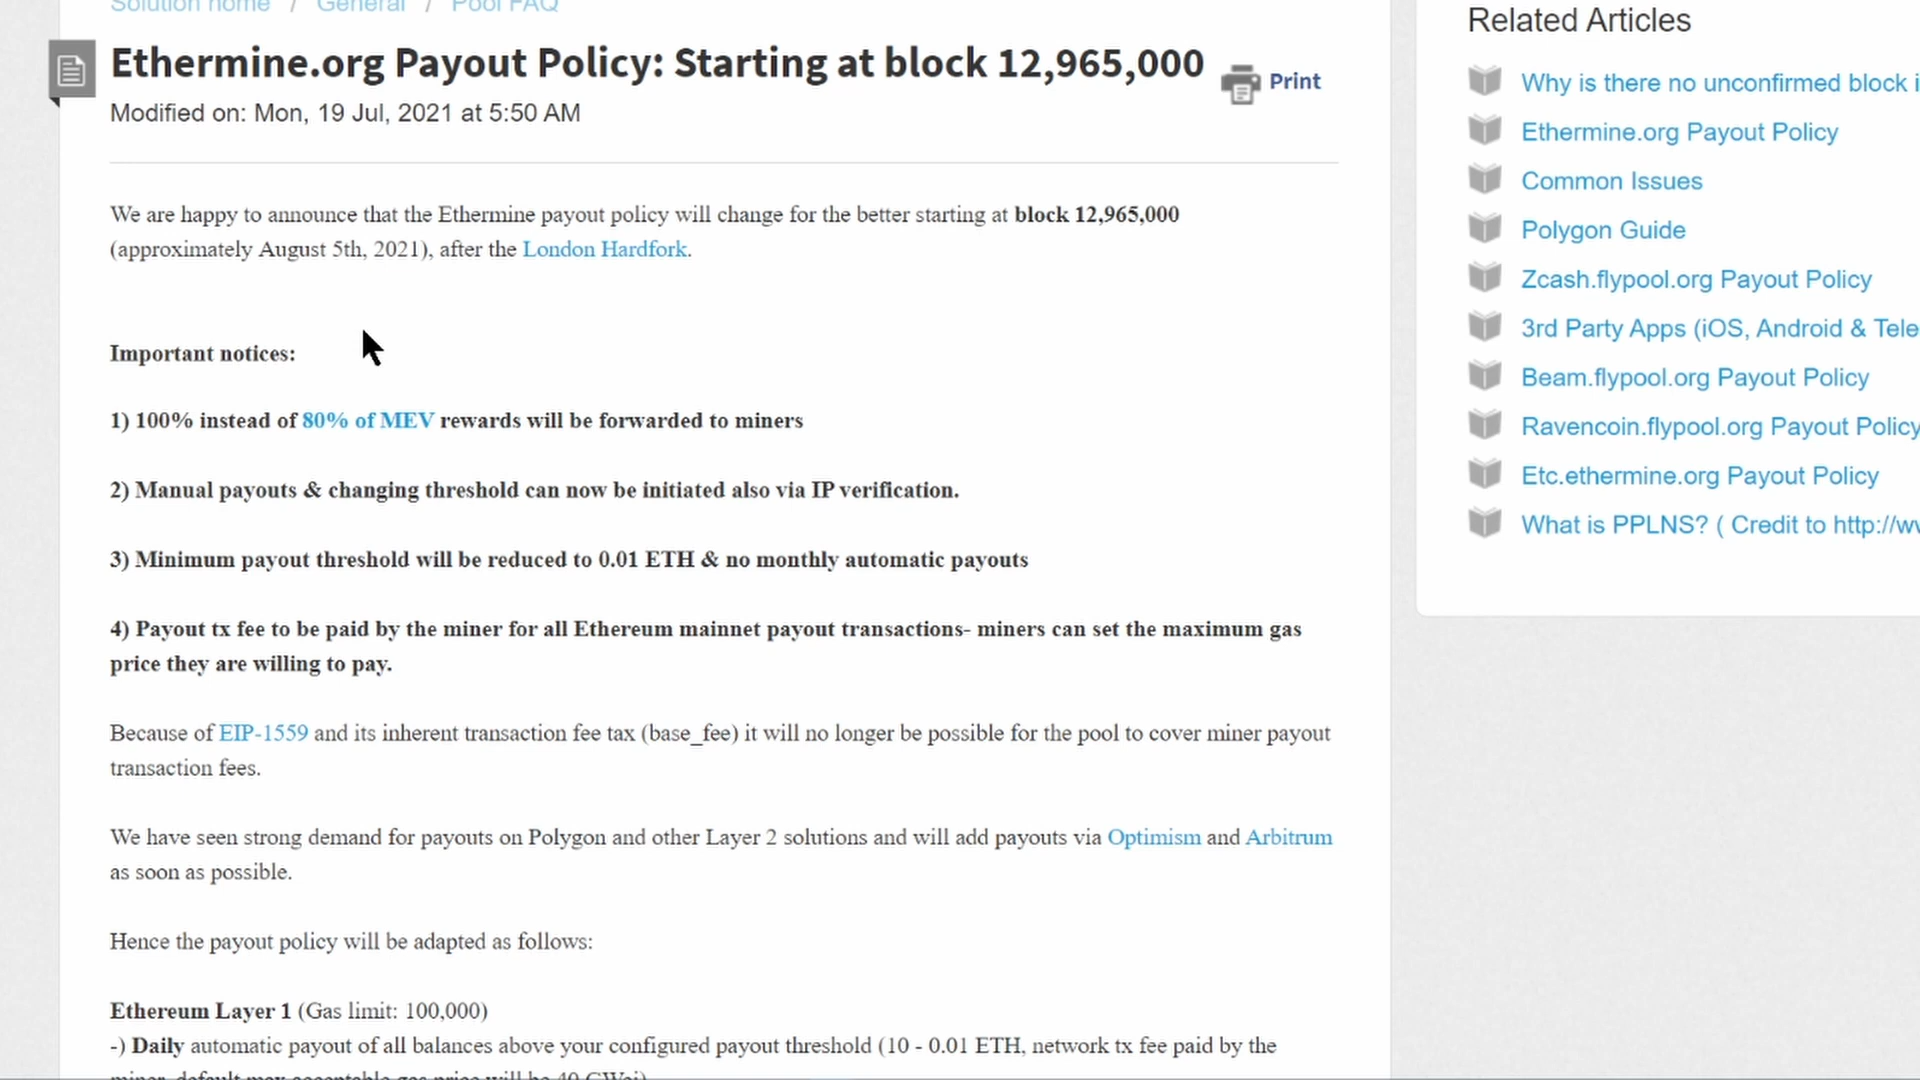 Solution home / General / Pool FAQ
Ethermine.org Payout Policy: Starting at block 12,965,000
Print
Modified on: Mon, 19 Jul, 2021 at 5:50 AM
We are happy to announce that the Ethermine payout policy will change for the better starting at block 12,965,000
(approximately August 5th, 2021), after the London Hardfork.
Important notices:
1) 100% instead of 80% of MEV rewards will be forwarded to miners
2) Manual payouts & changing threshold can now be initiated also via IP verification.
3) Minimum payout threshold will be reduced to 0.01 ETH & no monthly automatic payouts
4) Payout tx fee to be paid by the miner for all Ethereum mainnet payout transactions- miners can set the maximum gas
price they are willing to pay.
Because of EIP-1559 and its inherent transaction fee tax (base_fee) it will no longer be possible for the pool to cover miner payout
transaction fees.
We have seen strong demand for payouts on Polygon and other Layer 2 solutions and will add payouts via Optimism and Arbitrum
as soon as possible.
Hence the payout policy will be adapted as follows:
Ethereum Layer 1 (Gas limit: 100,000)
-) Daily automatic payout of all balances above your configured payout threshold (10 - 0.01 ETH, network tx fee paid by the
miner, default max acceptable gas price will be 40 GWei)
Related Articles
Why is there no unconfirmed block i
Ethermine.org Payout Policy
Common Issues
Polygon Guide
Zcash.flypool.org Payout Policy
3rd Party Apps (iOS, Android & Tele
Beam.flypool.org Payout Policy
Ravencoin.flypool.org Payout Policy
Etc.ethermine.org Payout Policy
What is PPLNS? ( Credit to http://w